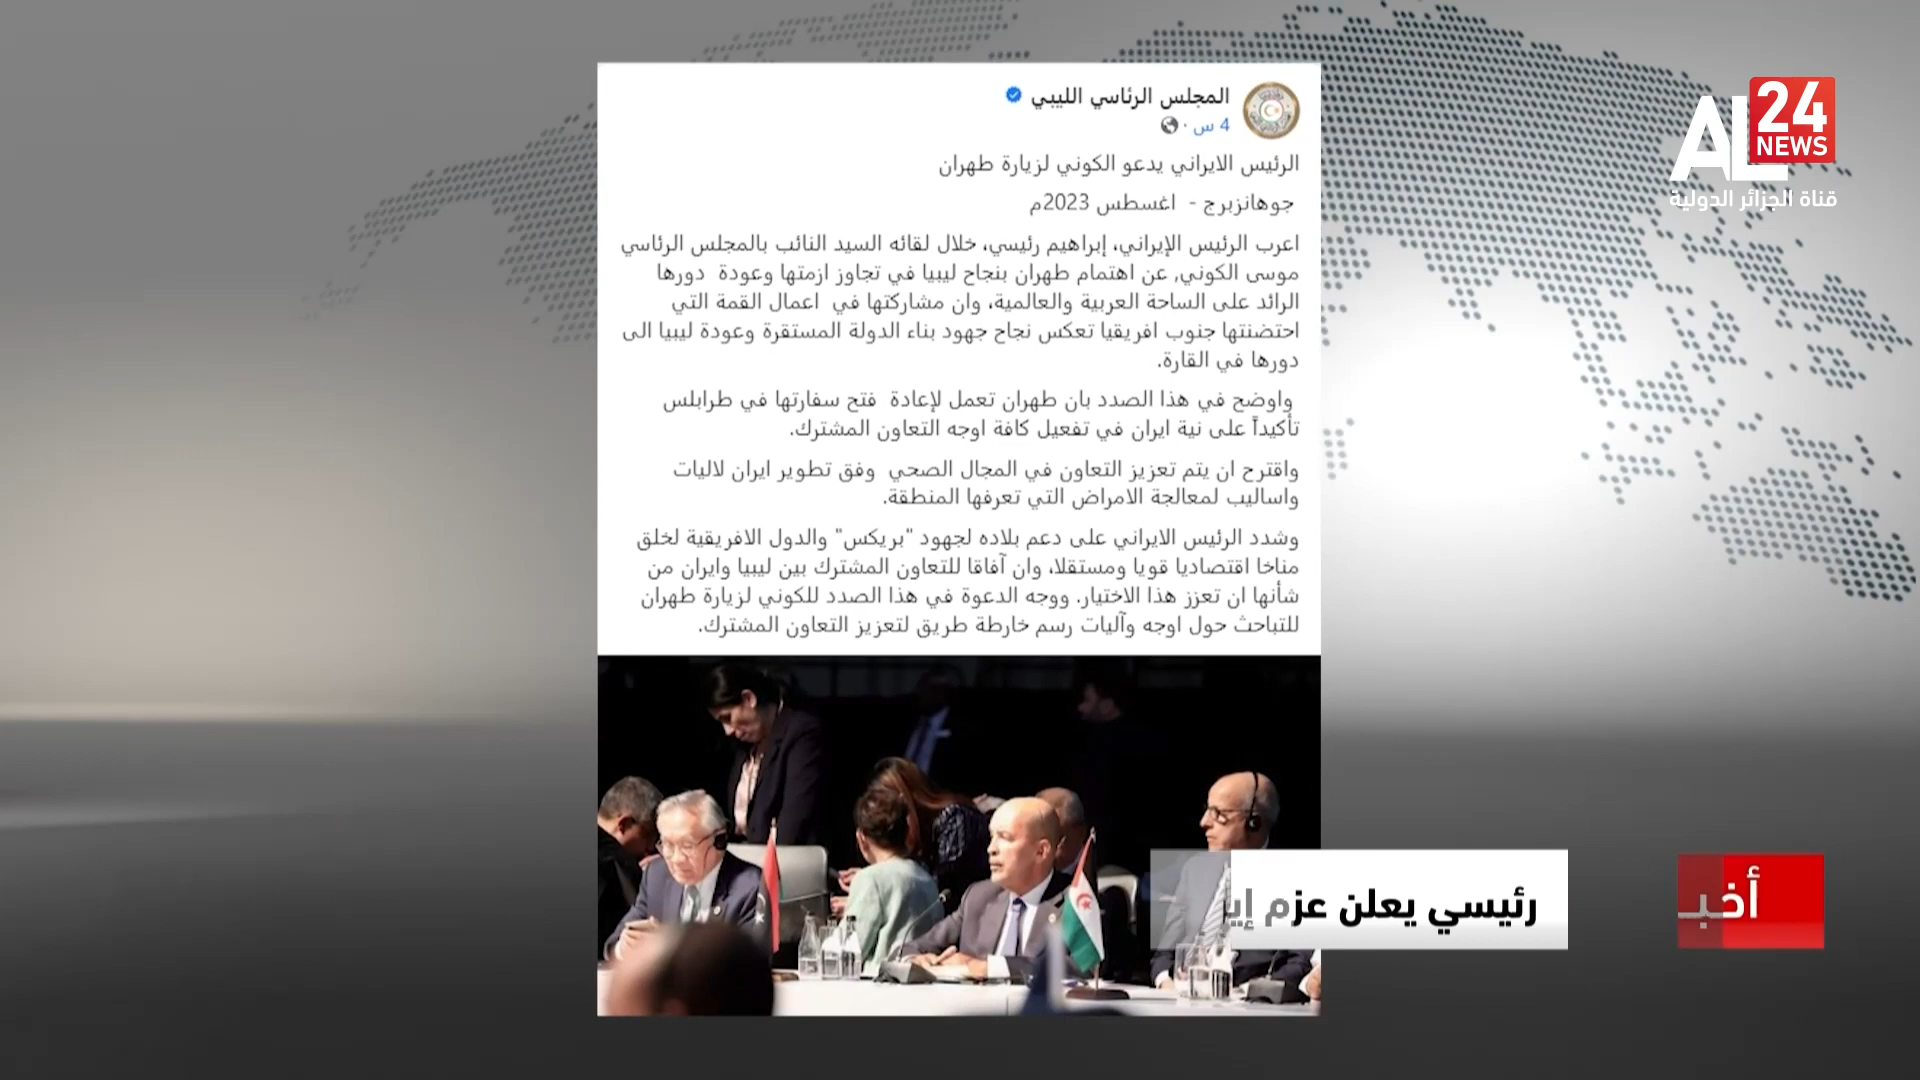 المجلس الرئاسي الليبي
4 س ·
الرئيس الايراني يدعو الكوني لزيارة طهران
جوهانزبرج - اغسطس 2023م
اعرب الرئيس الإيراني، إبراهيم رئيسي، خلال لقائه السيد النائب بالمجلس الرئاسي
موسى الكوني, عن اهتمام طهران بنجاح ليبيا في تجاوز ازمتها وعودة دورها
الرائد على الساحة العربية والعالمية، وان مشاركتها في اعمال القمة التي
احتضنتها جنوب افريقيا تعكس نجاح جهود بناء الدولة المستقرة وعودة ليبيا الى
دورها في القارة.
واوضح في هذا الصدد بان طهران تعمل لإعادة فتح سفارتها في طرابلس
تأكيداً على نية ايران في تفعيل كافة اوجه التعاون المشترك.
واقترح ان يتم تعزيز التعاون في المجال الصحي وفق تطوير ايران لاليات
واساليب لمعالجة الامراض التي تعرفها المنطقة.
وشدد الرئيس الايراني على دعم بلاده لجهود "بريكس" والدول الافريقية لخلق
مناخا اقتصاديا قويا ومستقلا، وان آفاقا للتعاون المشترك بين ليبيا وايران من
شأنها ان تعزز هذا الاختيار. ووجه الدعوة في هذا الصدد للكوني لزيارة طهران
للتباحث حول اوجه وآليات رسم خارطة طريق لتعزيز التعاون المشترك.
AL 24
NEWS
قناة الجزائر الدولية
رئيسي يعلن عزم إي
أخبـ